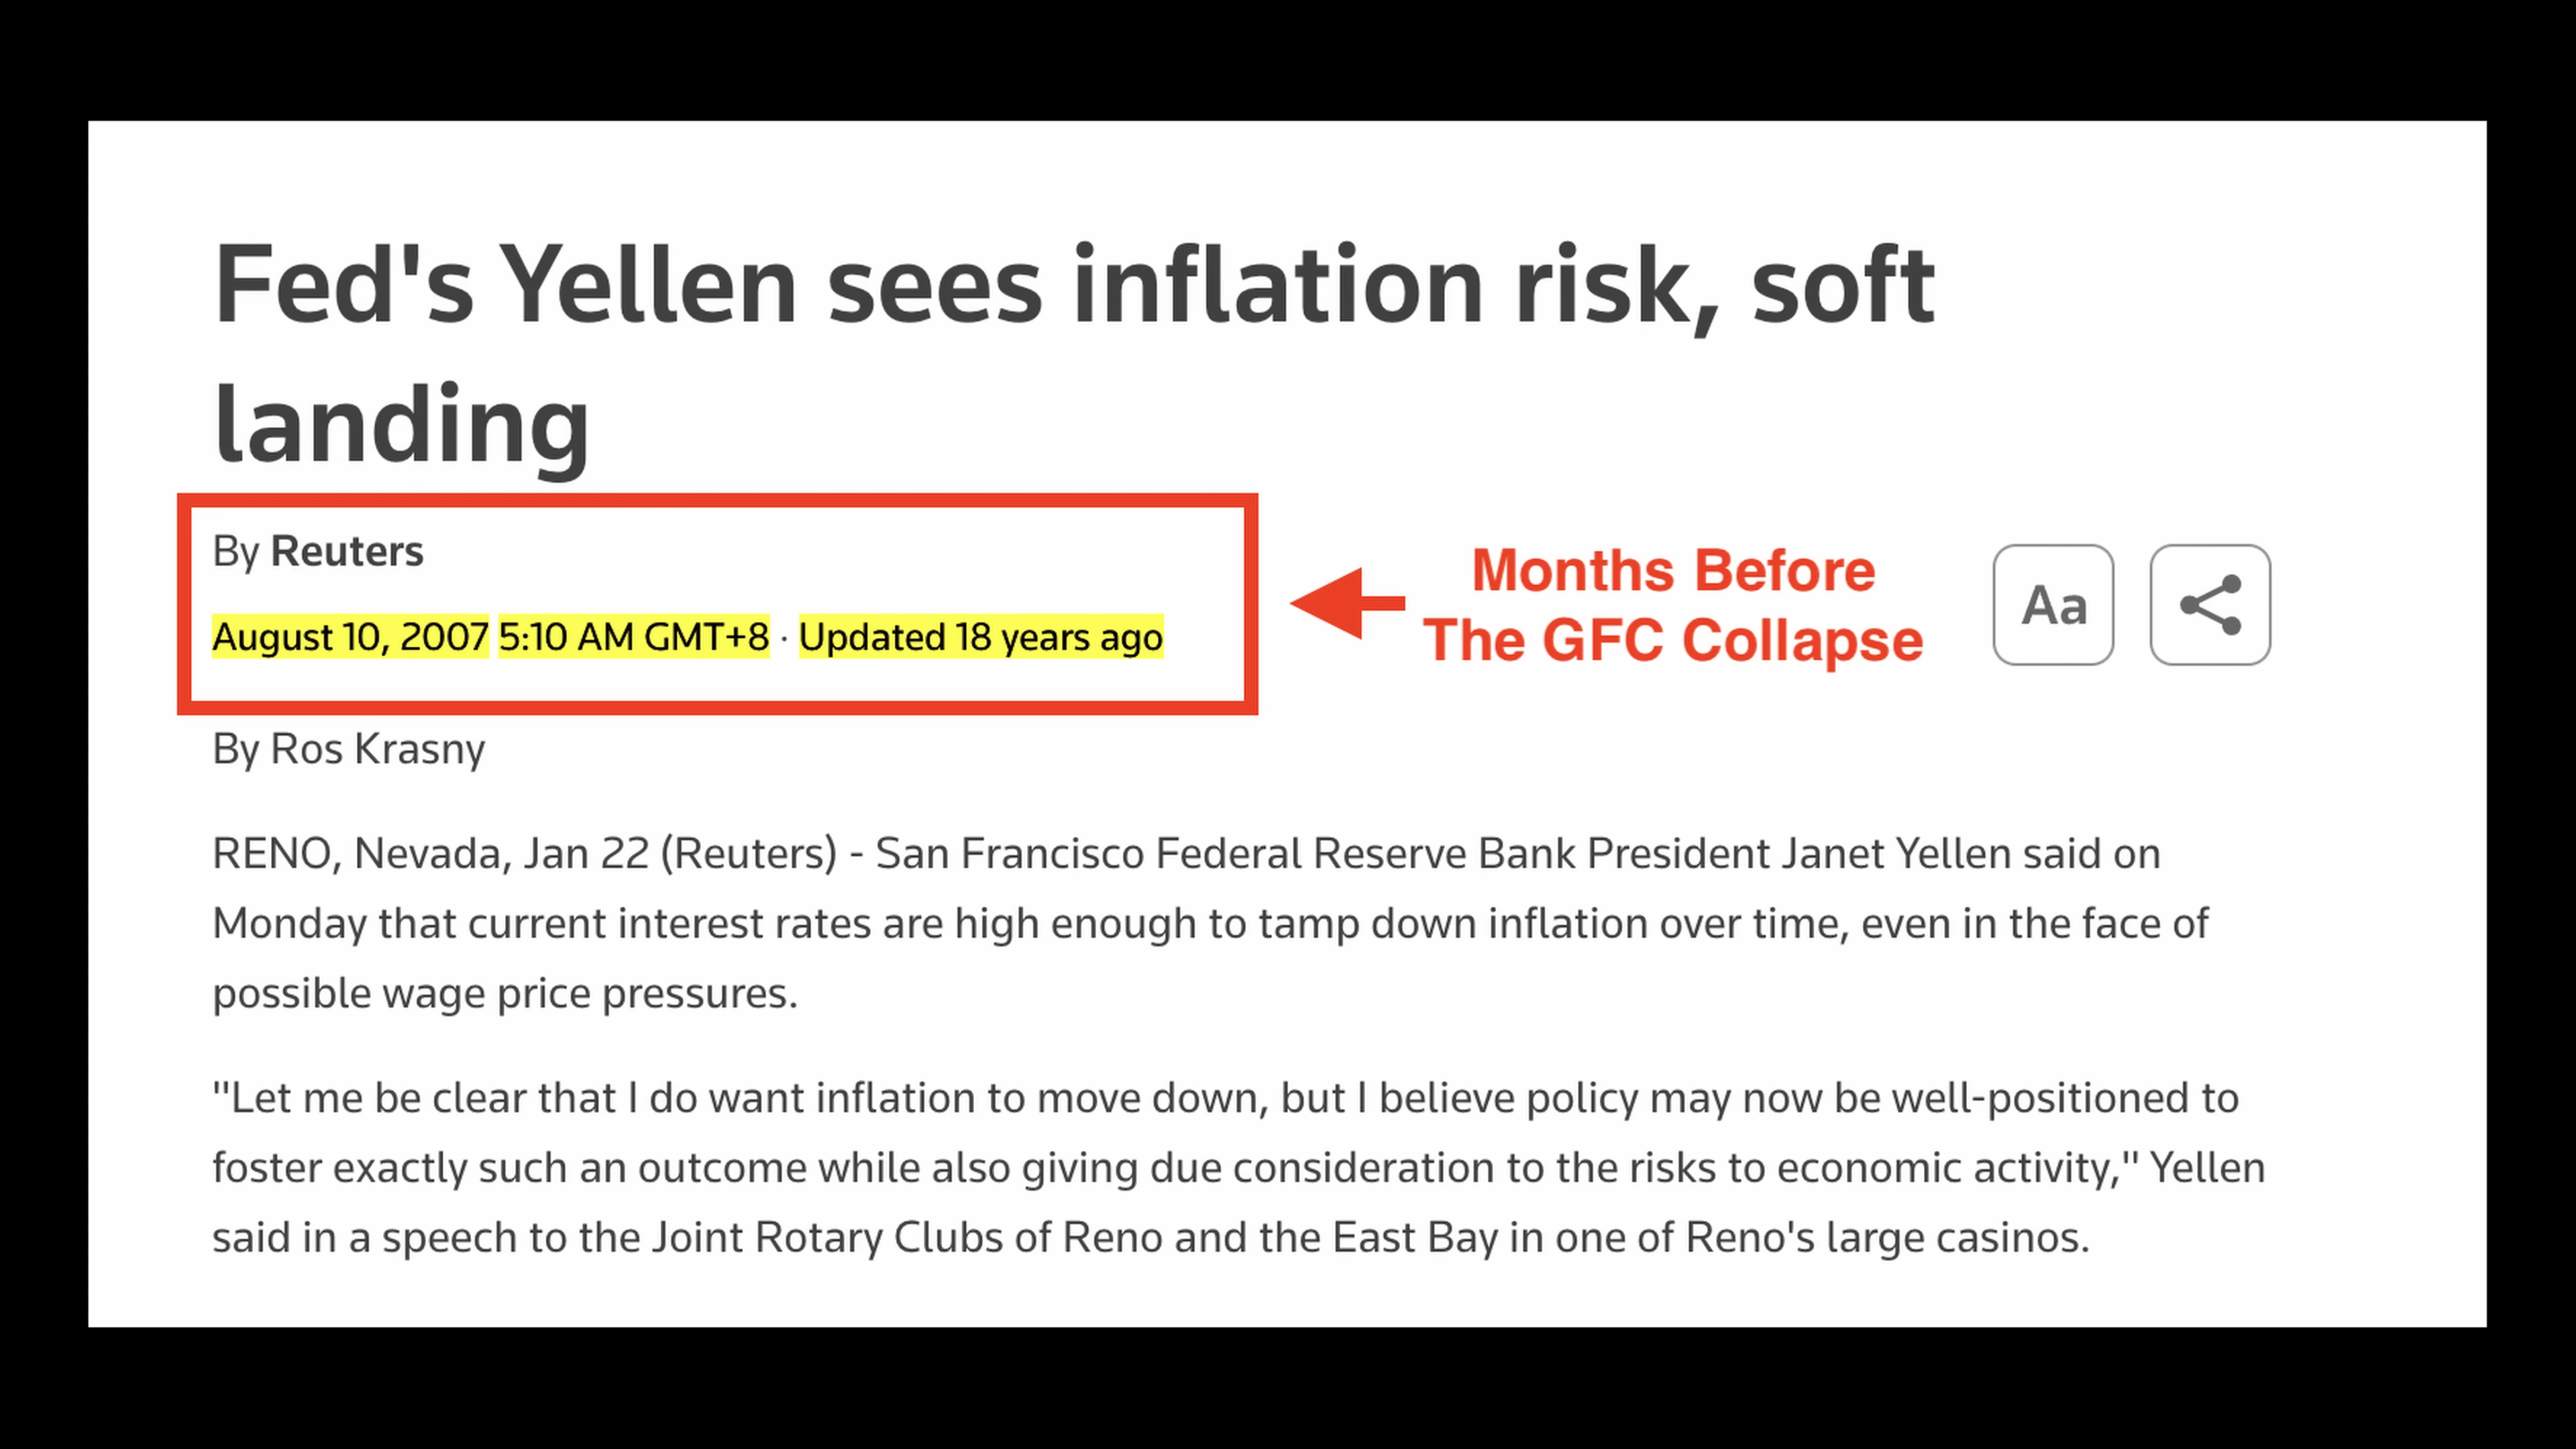 Fed's Yellen sees inflation risk, soft
landing
By Reuters
August 10, 2007 5:10 AM GMT+8 · Updated 18 years ago
Months Before
The GFC Collapse
Aa
By Ros Krasny
RENO, Nevada, Jan 22 (Reuters) - San Francisco Federal Reserve Bank President Janet Yellen said on
Monday that current interest rates are high enough to tamp down inflation over time, even in the face of
possible wage price pressures.
"Let me be clear that I do want inflation to move down, but I believe policy may now be well-positioned to
foster exactly such an outcome while also giving due consideration to the risks to economic activity," Yellen
said in a speech to the Joint Rotary Clubs of Reno and the East Bay in one of Reno's large casinos.